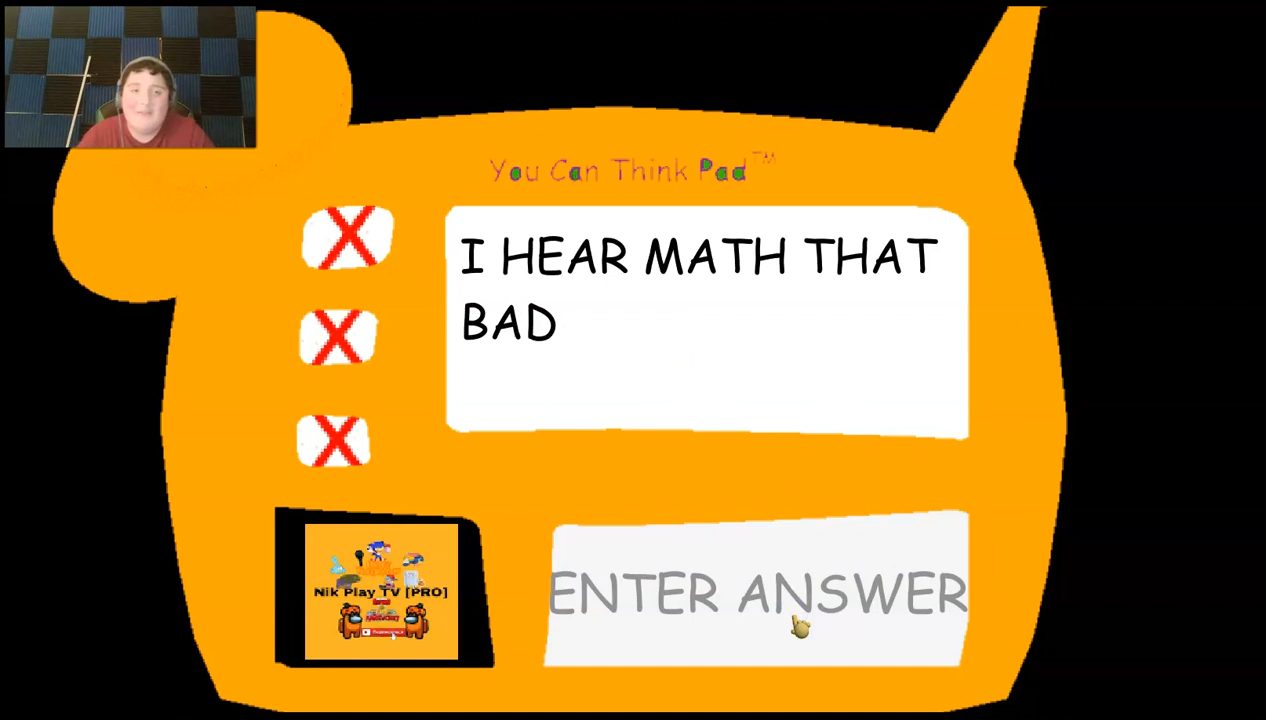 You Can Think Pad™
I HEAR MATH THAT
BAD
Nik Play TV [PRO]
ENTER ANSWER